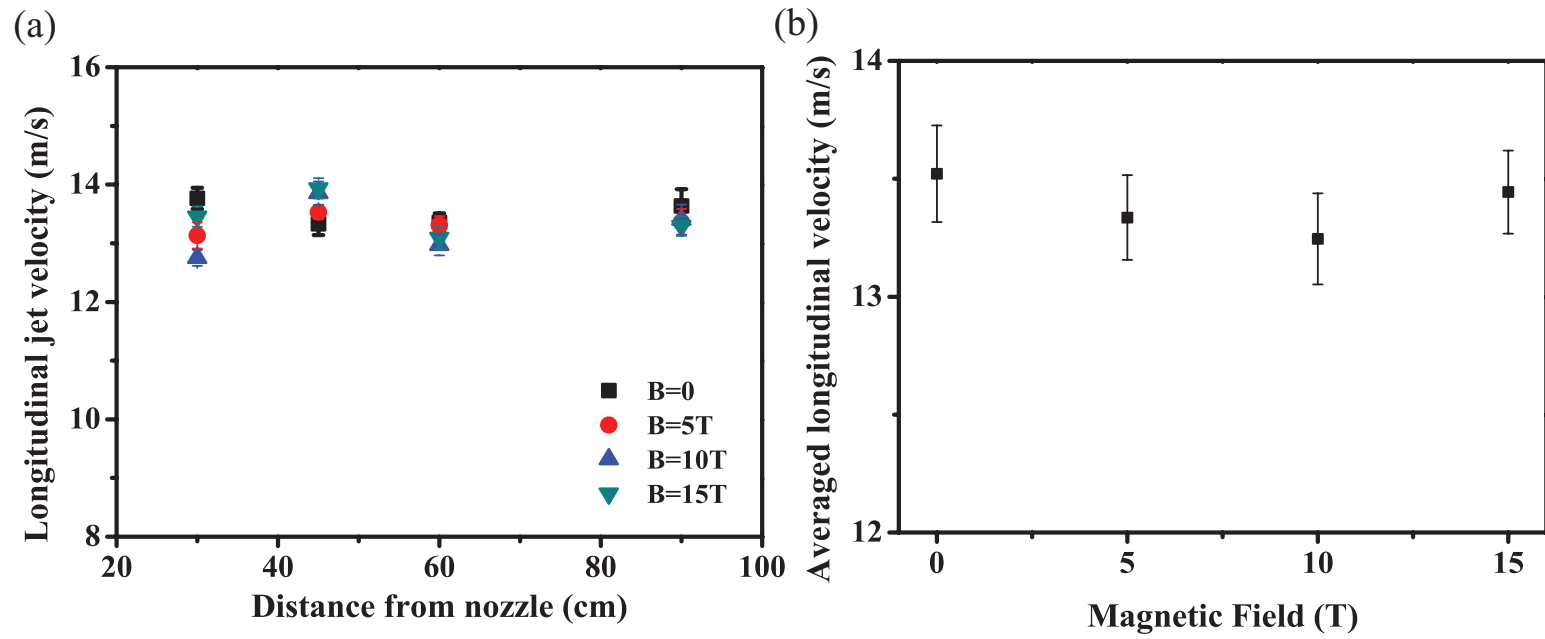 (a)
Longitudinal jet velocity (m/s)
16
14
12
10
8
20
40
60
80
100
Distance from nozzle (cm)
B=0
B=5T
B=10T
B=15T
(b)
Averaged longitudinal velocity (m/s)
14
13
12
0
5
10
15
Magnetic Field (T)